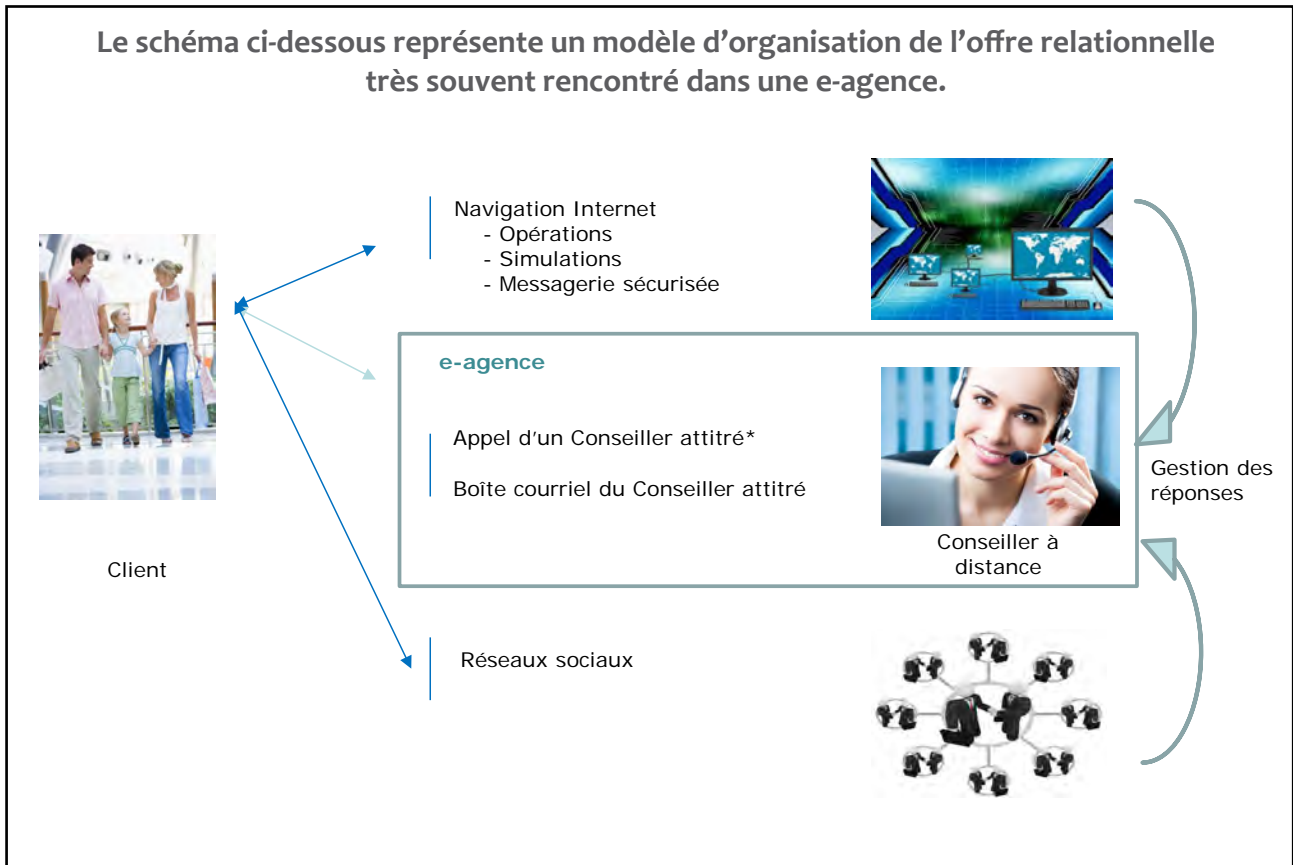 Le schéma ci-dessous représente un modèle d’organisation de l’offre relationnelle
très souvent rencontré dans une e-agence.
Navigation Internet
- Opérations
- Simulations
- Messagerie sécurisée
e-agence
Appel d’un Conseiller attitré*
Boîte courriel du Conseiller attitré
Conseiller à
distance
Gestion des
réponses
Client
Réseaux sociaux